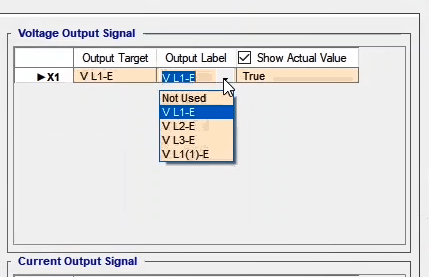 Voltage Output Signal
Output Target Output Label Show Actual Value
X1 V L1-E V L1-E True
Not Used
V L1-E
V L2-E
V L3-E
V L1(1)-E
Current Output Signal